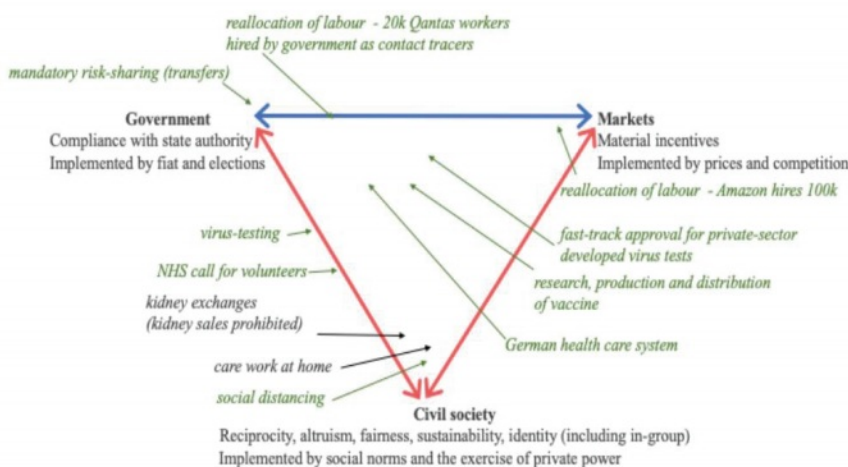 reallocation of labour - 20k Qantas workers
hired by government as contact tracers
mandatory risk-sharing (transfers)
Government
Compliance with state authority
Implemented by fiat and elections
Markets
Material incentives
Implemented by prices and competition
reallocation of labour - Amazon hires 100k
virus-testing
fast-track approval for private-sector
developed virus tests
NHS call for volunteers
research, production and distribution
of vaccine
kidney exchanges
(kidney sales prohibited)
German health care system
care work at home
social distancing
Civil society
Reciprocity, altruism, fairness, sustainability, identity (including in-group)
Implemented by social norms and the exercise of private power